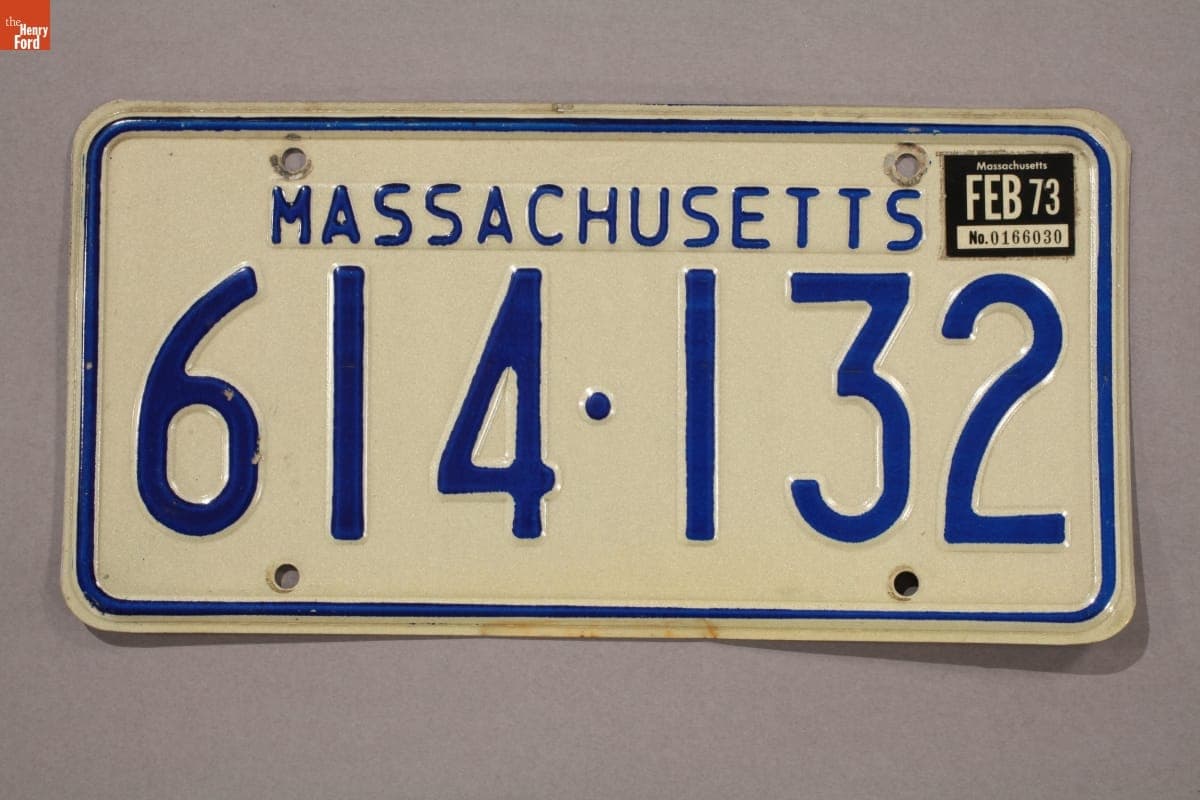 the
Henry
Ford
MASSACHUSETTS
Massachusetts
FEB 73
No. 0166030
614·132